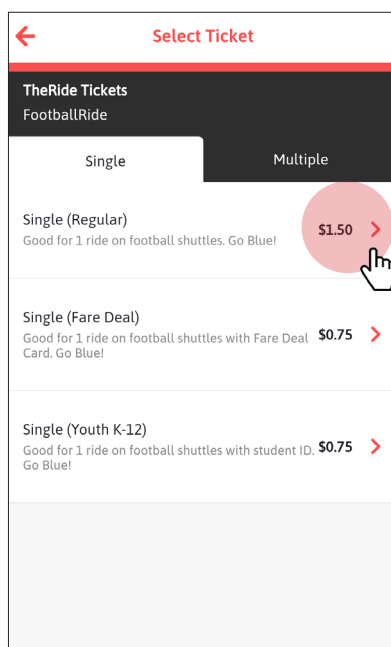 Select Ticket
TheRide Tickets
FootballRide
Single
Multiple
Single (Regular)
Good for 1 ride on football shuttles. Go Blue!
$1.50
Single (Fare Deal)
Good for 1 ride on football shuttles with Fare Deal
Card. Go Blue!
$0.75
Single (Youth K-12)
Good for 1 ride on football shuttles with student ID.
Go Blue!
$0.75